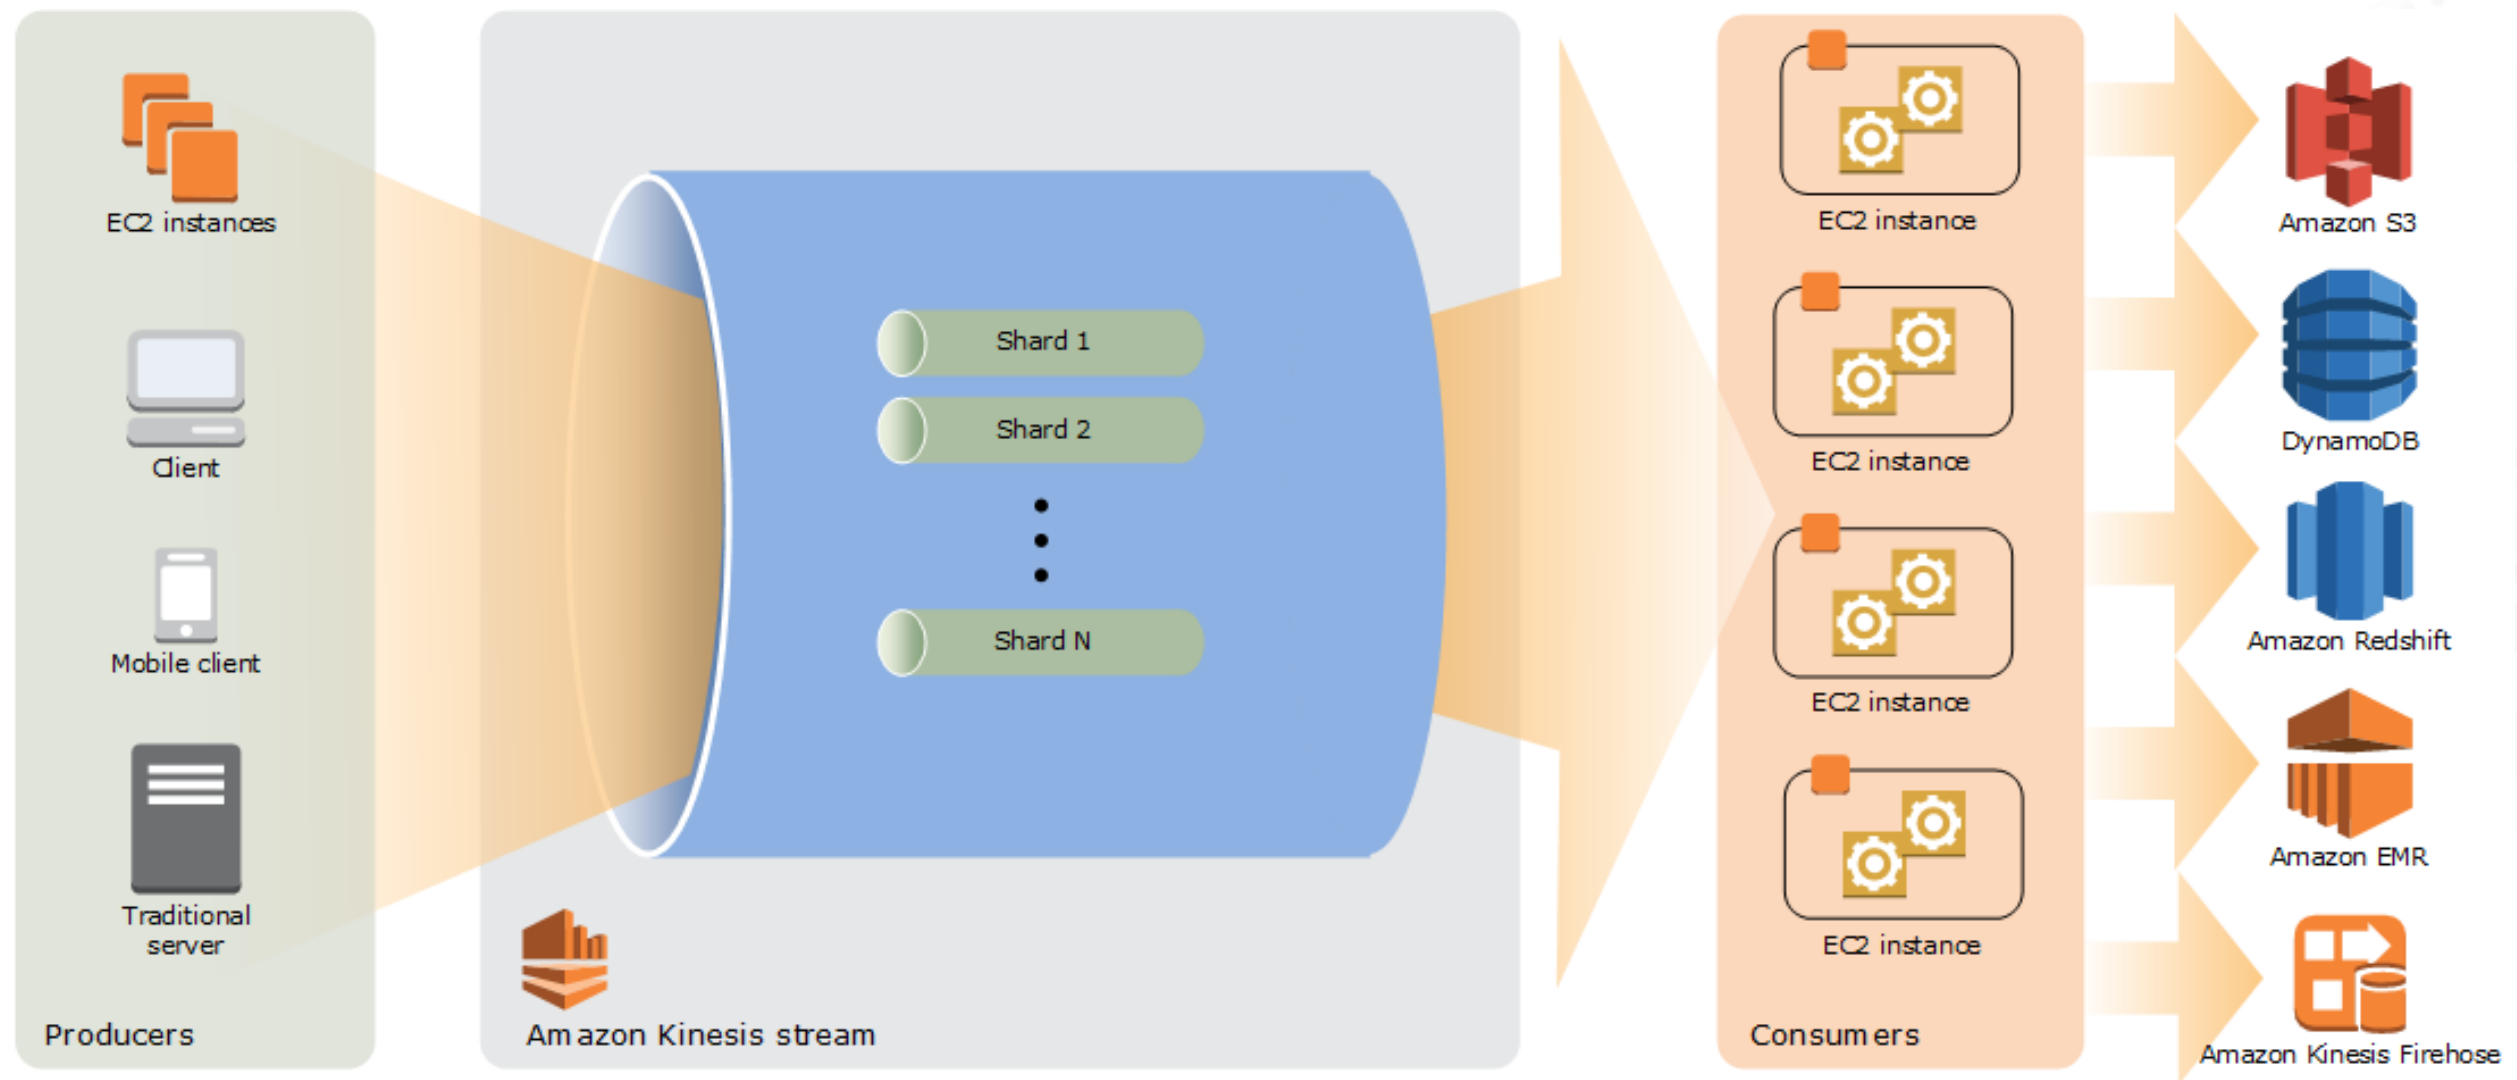 EC2 instances
Client
Mobile client
Traditional
server
Producers
Shard 1
Shard 2
Shard N
Amazon Kinesis stream
EC2 instance
EC2 instance
EC2 instance
EC2 instance
Consumers
Amazon S3
DynamoDB
Amazon Redshift
Amazon EMR
Amazon Kinesis Firehose